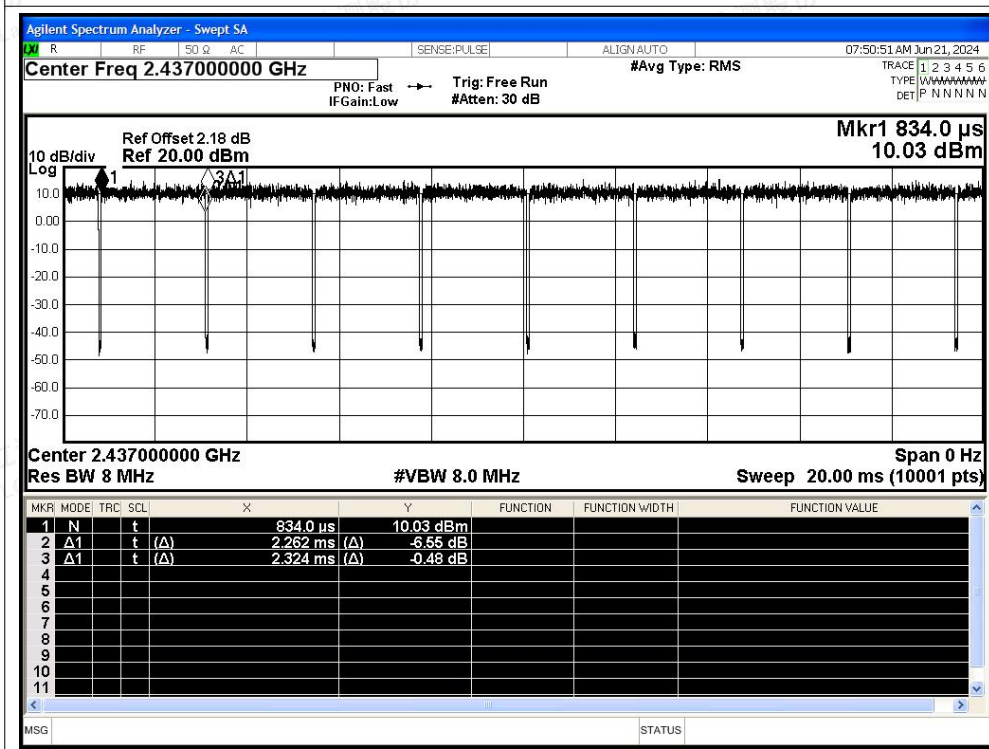 Agilent Spectrum Analyzer - Swept SA
LXI R RF 50 Ω AC SENSE:PULSE ALIGN AUTO 07:50:51 AM Jun 21, 2024
Center Freq 2.437000000 GHz #Avg Type: RMS TRACE 1 2 3 4 5 6
PNO: Fast Trig: Free Run TYPE WWWWWW
IFGain:Low #Atten: 30 dB DET P N N N N N
Mkr1 834.0 µs
Ref Offset 2.18 dB
10 dB/div Ref 20.00 dBm 10.03 dBm
Log
1 3Δ1
10.0
0.00
-10.0
-20.0
-30.0
-40.0
-50.0
-60.0
-70.0
Center 2.437000000 GHz Span 0 Hz
Res BW 8 MHz #VBW 8.0 MHz Sweep 20.00 ms (10001 pts)
MKR MODE TRC SCL X Y FUNCTION FUNCTION WIDTH FUNCTION VALUE
1 N t 834.0 µs 10.03 dBm
2 Δ1 t (Δ) 2.262 ms (Δ) -6.55 dB
3 Δ1 t (Δ) 2.324 ms (Δ) -0.48 dB
4
5
6
7
8
9
10
11
MSG STATUS